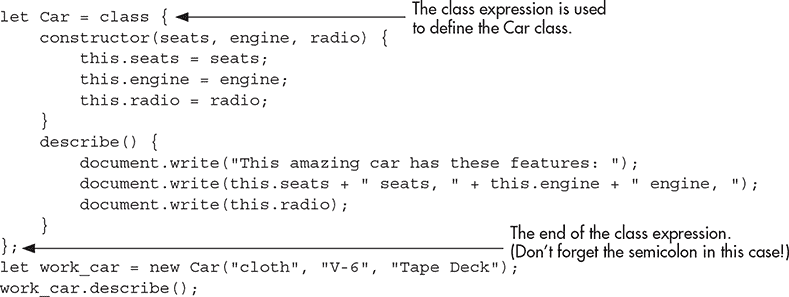 let Car = class {
The class expression is used
to define the Car class.
    constructor(seats, engine, radio) {
        this.seats = seats;
        this.engine = engine;
        this.radio = radio;
    }
    describe() {
        document.write("This amazing car has these features: ");
        document.write(this.seats + " seats, " + this.engine + " engine, ");
        document.write(this.radio);
    }
};
The end of the class expression.
(Don’t forget the semicolon in this case!)
let work_car = new Car("cloth", "V-6", "Tape Deck");
work_car.describe();